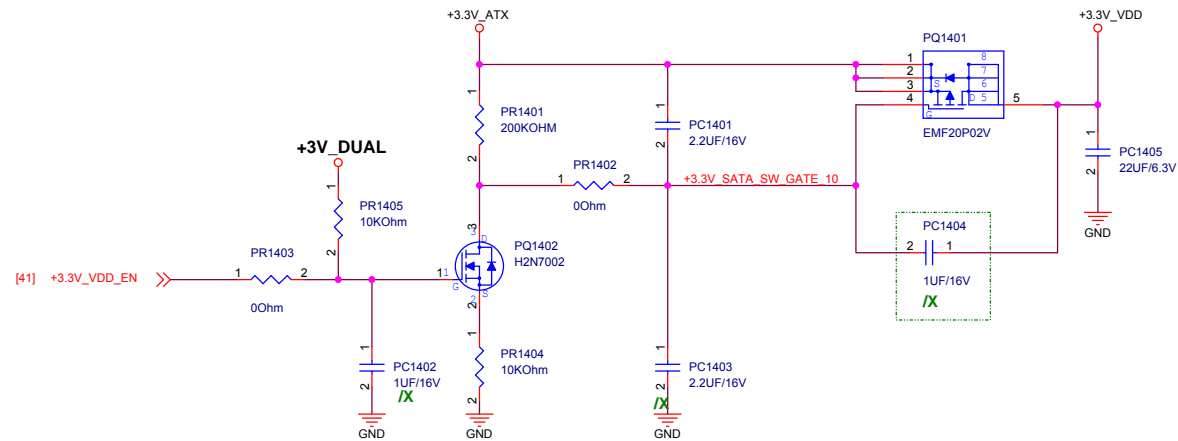 +3.3V_ATX
+3.3V_VDD
PQ1401
1
2
3
4
S
G
D
8
7
6
5
5
EMF20P02V
1
PR1401
200KOHM
2
1
PC1401
2.2UF/16V
2
+3V_DUAL
PR1402
1
2
0Ohm
+3.3V_SATA_SW_GATE_10
1
PC1405
22UF/6.3V
2
GND
1
PR1405
10KOhm
2
3
3
D
PQ1402
H2N7002
1
1
G
S
2
2
PC1404
2
1
1UF/16V
/X
[41]
+3.3V_VDD_EN
PR1403
1
2
0Ohm
1
PC1402
1UF/16V
2
/X
GND
1
PR1404
10KOhm
2
GND
1
PC1403
2.2UF/16V
2
/X
GND